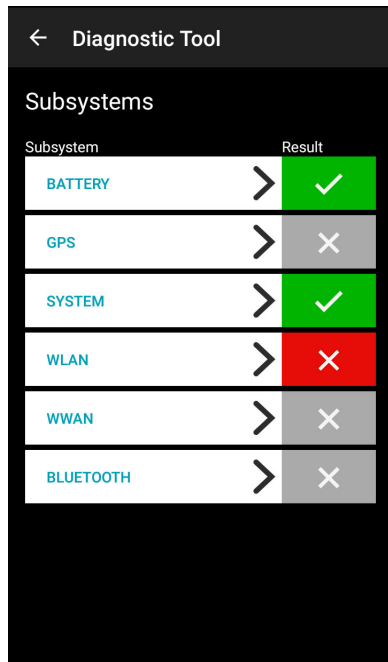 Diagnostic Tool
Subsystems
Subsystem Result
BATTERY
GPS
SYSTEM
WLAN
WWAN
BLUETOOTH